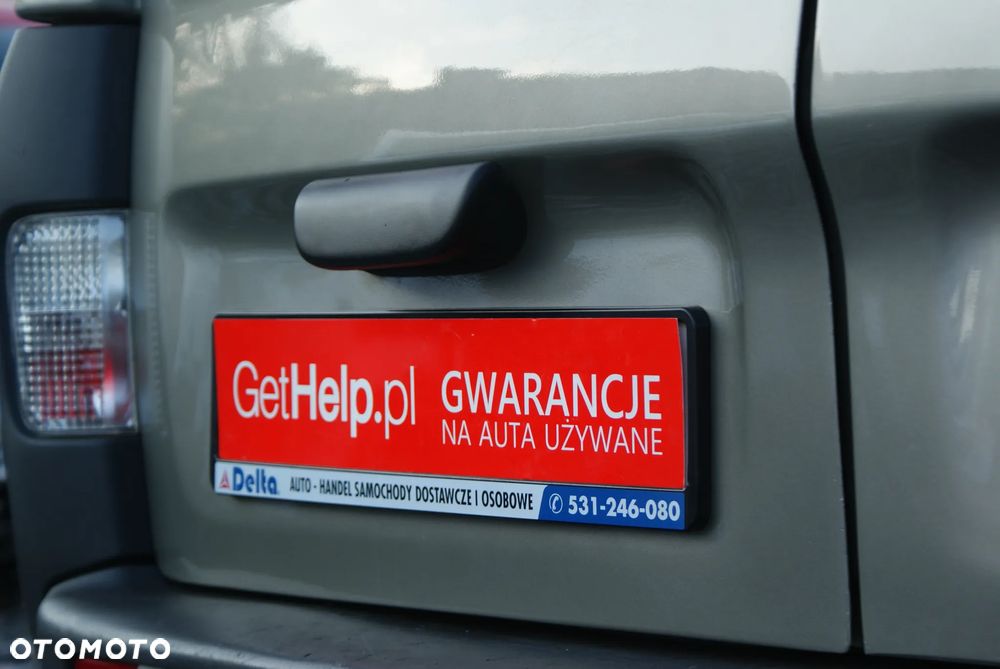 GetHelp.pl
GWARANCJE
NA AUTA UŻYWANE
Delta AUTO - HANDEL SAMOCHODY DOSTAWCZE I OSOBOWE ✆ 531-246-080
OTOMOTO